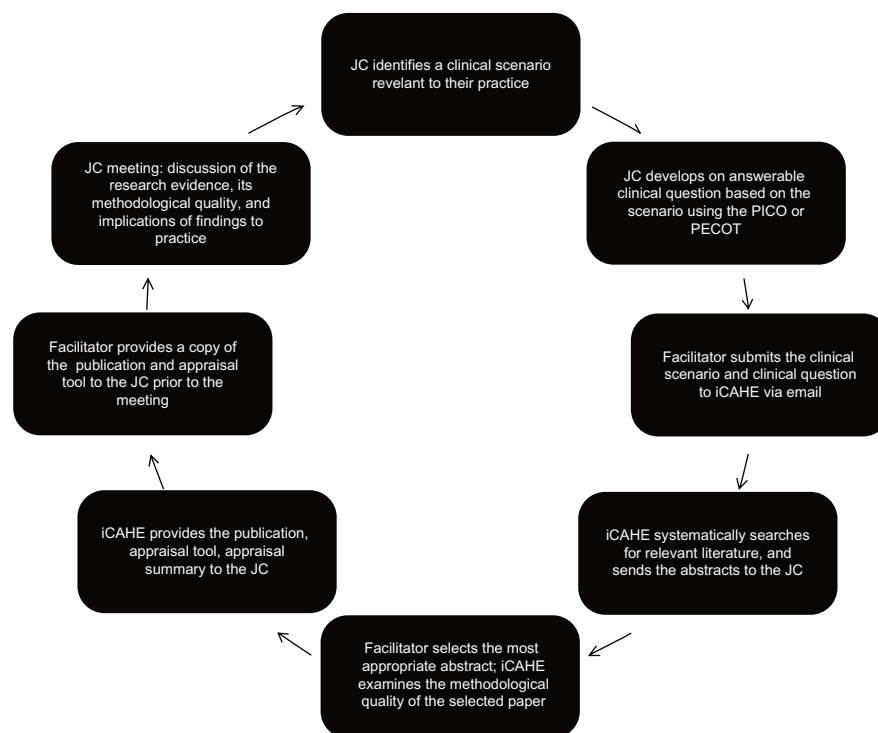 JC identifies a clinical scenario
revelant to their practice
JC develops on answerable
clinical question based on the
scenario using the PICO or
PECOT
Facilitator submits the clinical
scenario and clinical question
to iCAHE via email
iCAHE systematically searches
for relevant literature, and
sends the abstracts to the JC
Facilitator selects the most
appropriate abstract; iCAHE
examines the methodological
quality of the selected paper
iCAHE provides the publication,
appraisal tool, appraisal
summary to the JC
Facilitator provides a copy of
the publication and appraisal
tool to the JC prior to the
meeting
JC meeting: discussion of the
research evidence, its
methodological quality, and
implications of findings to
practice